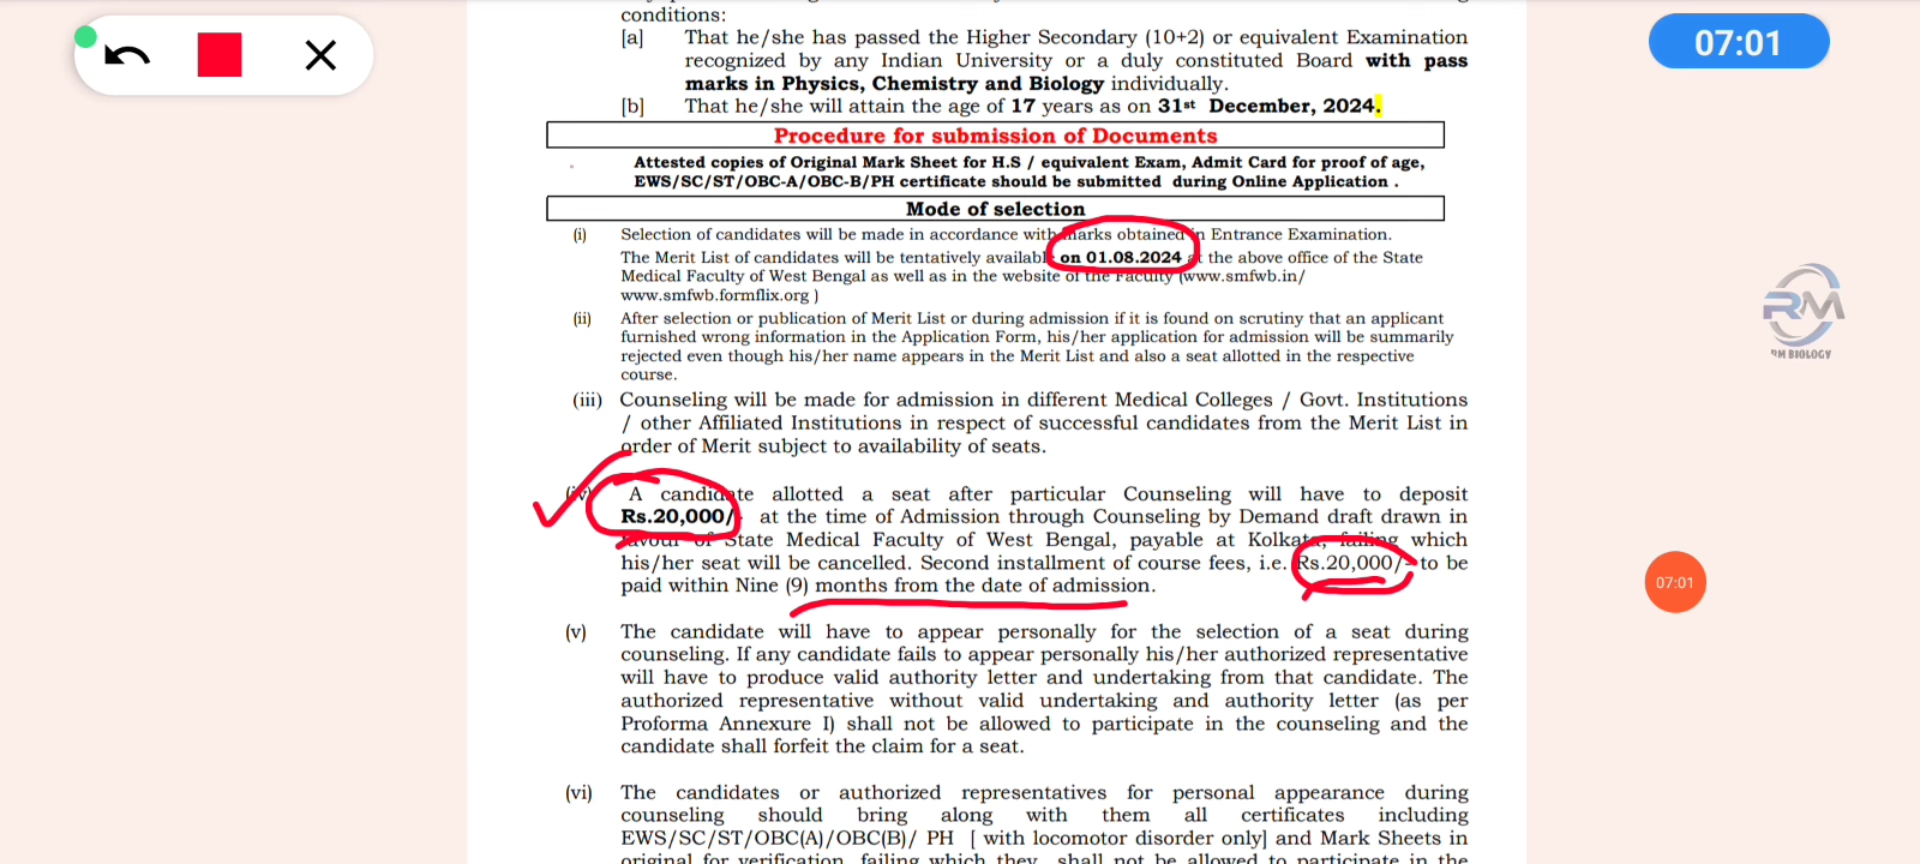 conditions:
[a] That he/she has passed the Higher Secondary (10+2) or equivalent Examination
recognized by any Indian University or a duly constituted Board with pass
marks in Physics, Chemistry and Biology individually.
[b] That he/she will attain the age of 17 years as on 31st December, 2024.
Procedure for submission of Documents
Attested copies of Original Mark Sheet for H.S / equivalent Exam, Admit Card for proof of age,
EWS/SC/ST/OBC-A/OBC-B/PH certificate should be submitted during Online Application .
Mode of selection
(i) Selection of candidates will be made in accordance with marks obtained in Entrance Examination.
The Merit List of candidates will be tentatively available on 01.08.2024 at the above office of the State
Medical Faculty of West Bengal as well as in the website of the Faculty (www.smfwb.in/
www.smfwb.formflix.org )
(ii) After selection or publication of Merit List or during admission if it is found on scrutiny that an applicant
furnished wrong information in the Application Form, his/her application for admission will be summarily
rejected even though his/her name appears in the Merit List and also a seat allotted in the respective
course.
(iii) Counseling will be made for admission in different Medical Colleges / Govt. Institutions
/ other Affiliated Institutions in respect of successful candidates from the Merit List in
order of Merit subject to availability of seats.
(iv) A candidate allotted a seat after particular Counseling will have to deposit
Rs.20,000/- at the time of Admission through Counseling by Demand draft drawn in
favour of State Medical Faculty of West Bengal, payable at Kolkata, failing which
his/her seat will be cancelled. Second installment of course fees, i.e. Rs.20,000/- to be
paid within Nine (9) months from the date of admission.
(v) The candidate will have to appear personally for the selection of a seat during
counseling. If any candidate fails to appear personally his/her authorized representative
will have to produce valid authority letter and undertaking from that candidate. The
authorized representative without valid undertaking and authority letter (as per
Proforma Annexure I) shall not be allowed to participate in the counseling and the
candidate shall forfeit the claim for a seat.
(vi) The candidates or authorized representatives for personal appearance during
counseling should bring along with them all certificates including
EWS/SC/ST/OBC(A)/OBC(B)/ PH [ with locomotor disorder only] and Mark Sheets in
original for verification, failing which they shall not be allowed to participate in the
07:01
RM
RM BIOLOGY
07:01